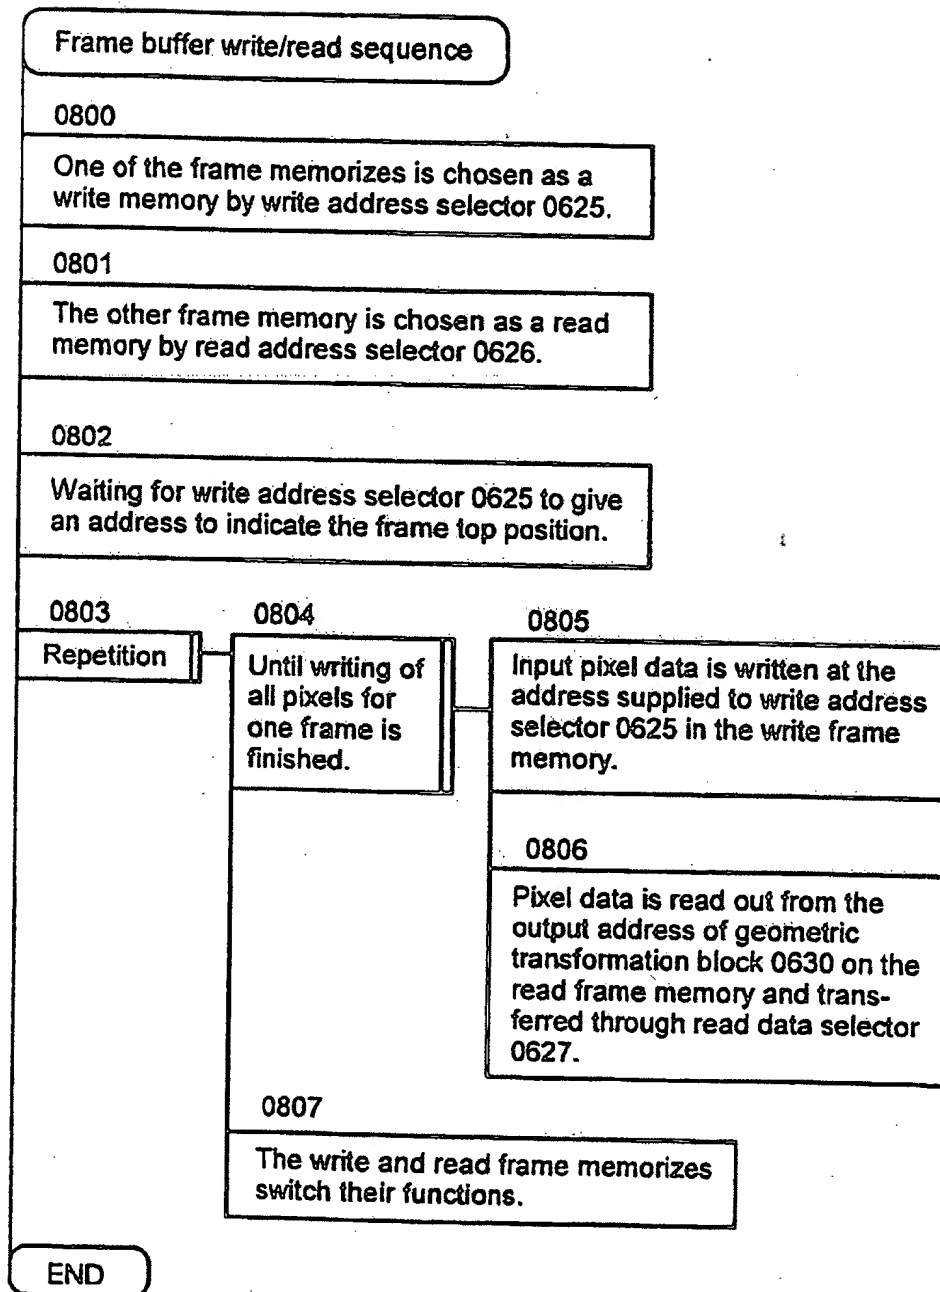 Frame buffer write/read sequence
0800
One of the frame memorizes is chosen as a
write memory by write address selector 0625.
0801
The other frame memory is chosen as a read
memory by read address selector 0626.
0802
Waiting for write address selector 0625 to give
an address to indicate the frame top position.
0803
Repetition
0804
Until writing of
all pixels for
one frame is
finished.
0805
Input pixel data is written at the
address supplied to write address
selector 0625 in the write frame
memory.
0806
Pixel data is read out from the
output address of geometric
transformation block 0630 on the
read frame memory and trans-
ferred through read data selector
0627.
0807
The write and read frame memorizes
switch their functions.
END